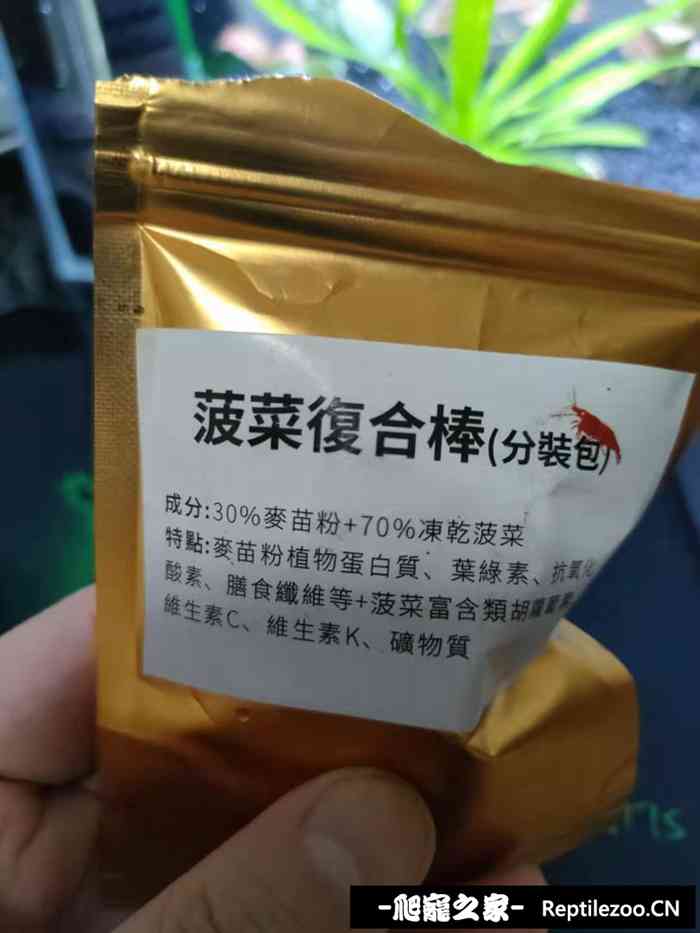 菠菜復合棒(分裝包)
成分:30%麥苗粉+70%凍乾菠菜
特點:麥苗粉植物蛋白質、葉綠素、抗氧化
酸素、膳食纖維等+菠菜富含類胡蘿蔔素
維生素C、維生素K、礦物質
-爬寵之家- Reptilezoo.CN